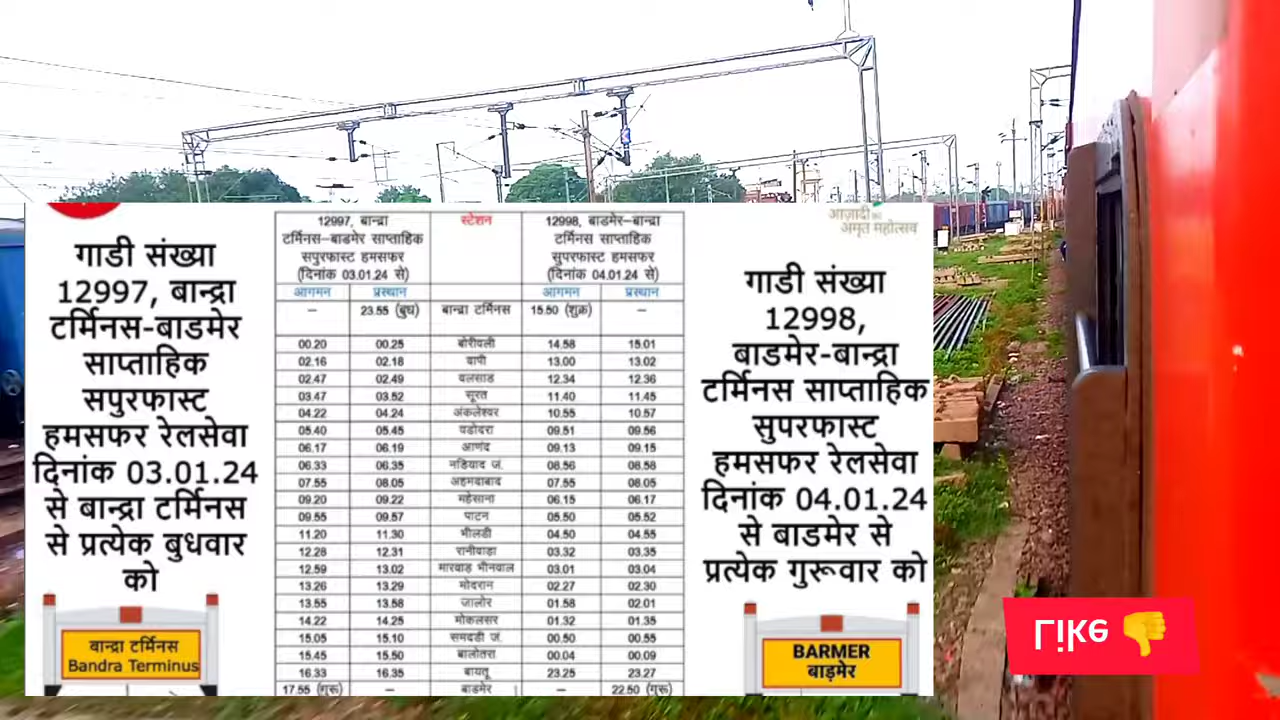 गाडी संख्या
12997, बान्द्रा
टर्मिनस-बाडमेर
साप्ताहिक
सपुरफास्ट
हमसफर रेलसेवा
दिनांक 03.01.24
से बान्द्रा टर्मिनस
से प्रत्येक बुधवार
को
बान्द्रा टर्मिनस
Bandra Terminus
12997, बान्द्रा
टर्मिनस–बाडमेर साप्ताहिक
सपुरफास्ट हमसफर
(दिनांक 03.01.24 से)
स्टेशन
12998, बाडमेर–बान्द्रा
टर्मिनस साप्ताहिक
सुपरफास्ट हमसफर
(दिनांक 04.01.24 से)
आगमन प्रस्थान आगमन प्रस्थान
– 23.55 (बुध) बान्द्रा टर्मिनस 15.50 (शुक्र) –
00.20 00.25 बोरीवली 14.58 15.01
02.16 02.18 वापी 13.00 13.02
02.47 02.49 वलसाड 12.34 12.36
03.47 03.52 सूरत 11.40 11.45
04.22 04.24 अंकलेश्वर 10.55 10.57
05.40 05.45 वडोदरा 09.51 09.56
06.17 06.19 आणंद 09.13 09.15
06.33 06.35 नडियाद जं. 08.56 08.58
07.55 08.05 अहमदाबाद 07.55 08.05
09.20 09.22 महेसाना 06.15 06.17
09.55 09.57 पाटन 05.50 05.52
11.20 11.30 भीलडी 04.50 04.55
12.28 12.31 रानीवाडा 03.32 03.35
12.59 13.02 मारवाड भीनवाल 03.01 03.04
13.26 13.29 मोदरान 02.27 02.30
13.55 13.58 जालोर 01.58 02.01
14.22 14.25 मोकलसर 01.32 01.35
15.05 15.10 समदडी जं. 00.50 00.55
15.45 15.50 बालोतरा 00.04 00.09
16.33 16.35 बायतू 23.25 23.27
17.55 (गुरू) – बाडमेर – 22.50 (गुरू)
आज़ादी का
अमृत महोत्सव
गाडी संख्या
12998,
बाडमेर-बान्द्रा
टर्मिनस साप्ताहिक
सुपरफास्ट
हमसफर रेलसेवा
दिनांक 04.01.24
से बाडमेर से
प्रत्येक गुरूवार को
BARMER
बाड़मेर
Like